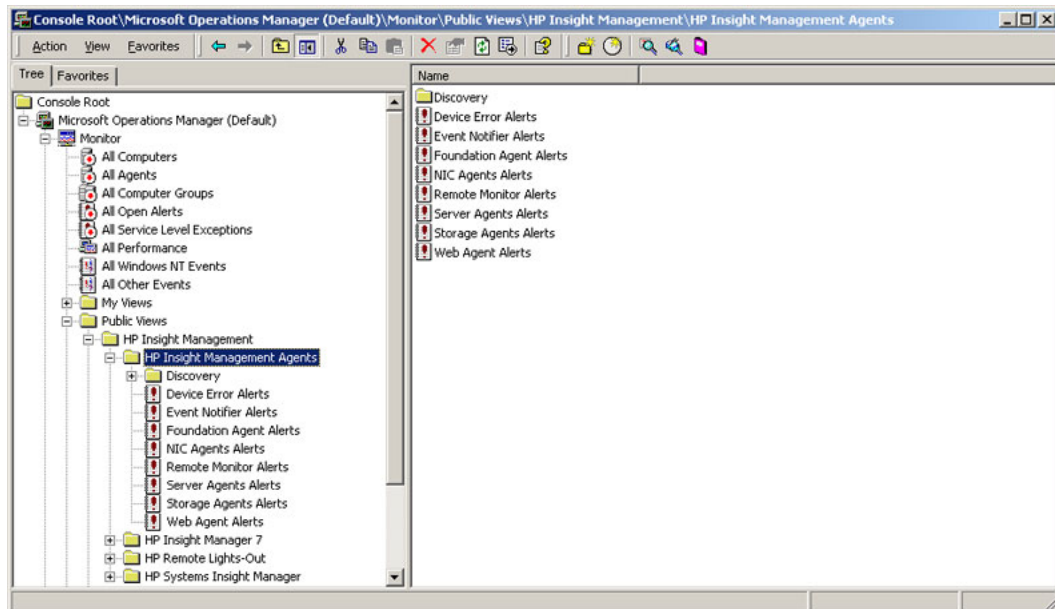 Console Root\Microsoft Operations Manager (Default)\Monitor\Public Views\HP Insight Management\HP Insight Management Agents
Action View Favorites
Tree Favorites
Console Root
Microsoft Operations Manager (Default)
Monitor
All Computers
All Agents
All Computer Groups
All Open Alerts
All Service Level Exceptions
All Performance
All Windows NT Events
All Other Events
My Views
Public Views
HP Insight Management
HP Insight Management Agents
Discovery
Device Error Alerts
Event Notifier Alerts
Foundation Agent Alerts
NIC Agents Alerts
Remote Monitor Alerts
Server Agents Alerts
Storage Agents Alerts
Web Agent Alerts
HP Insight Manager 7
HP Remote Lights-Out
HP Systems Insight Manager
Name
Discovery
Device Error Alerts
Event Notifier Alerts
Foundation Agent Alerts
NIC Agents Alerts
Remote Monitor Alerts
Server Agents Alerts
Storage Agents Alerts
Web Agent Alerts